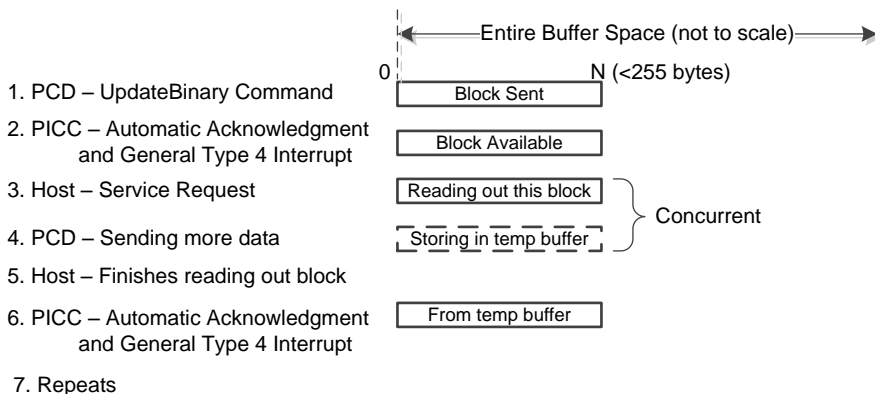 Entire Buffer Space (not to scale)
0
N (<255 bytes)
1. PCD – UpdateBinary Command
Block Sent
2. PICC – Automatic Acknowledgment
and General Type 4 Interrupt
Block Available
3. Host – Service Request
Reading out this block
Concurrent
4. PCD – Sending more data
Storing in temp buffer
5. Host – Finishes reading out block
6. PICC – Automatic Acknowledgment
and General Type 4 Interrupt
From temp buffer
7. Repeats